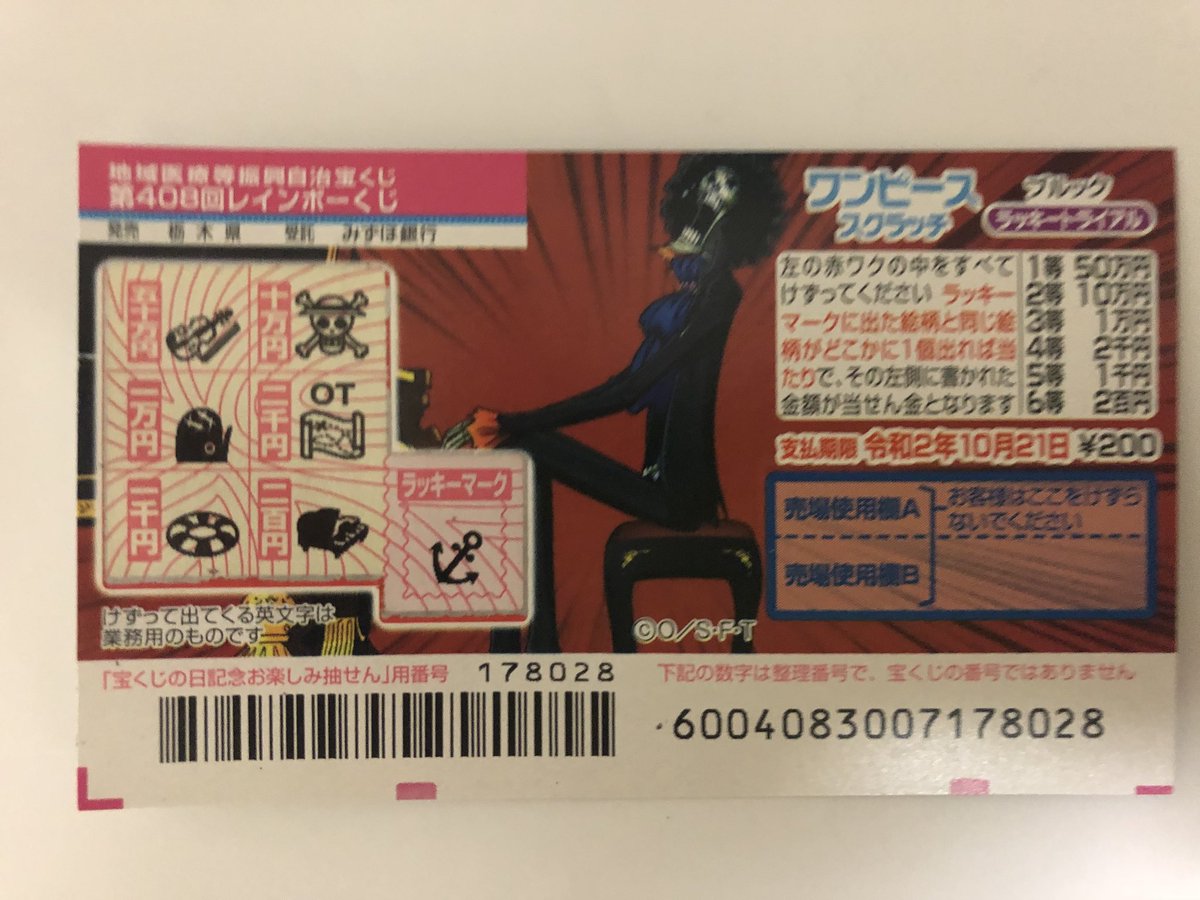 地域医療等振興自治宝くじ
第408回レインボーくじ
発売 栃木県 受託 みずほ銀行
五十万円
十万円
一万円
二千円
OT
一千円
二百円
ラッキーマーク
けずって出てくる英文字は
業務用のものです
ワンピース
スクラッチ
ブルック
ラッキートライアル
左の赤ワクの中をすべて
けずってください ラッキー
マークに出た絵柄と同じ絵
柄がどこかに1個出れば当
たりで、その左側に書かれた
金額が当せん金となります
1等 50万円
2等 10万円
3等 1万円
4等 2千円
5等 1千円
6等 2百円
支払期限 令和2年10月21日 ¥200
売場使用欄A
売場使用欄B
お客様はここをけずら
ないでください
©O/S・F・T
「宝くじの日記念お楽しみ抽せん」用番号 178028
下記の数字は整理番号で、宝くじの番号ではありません
6004083007178028